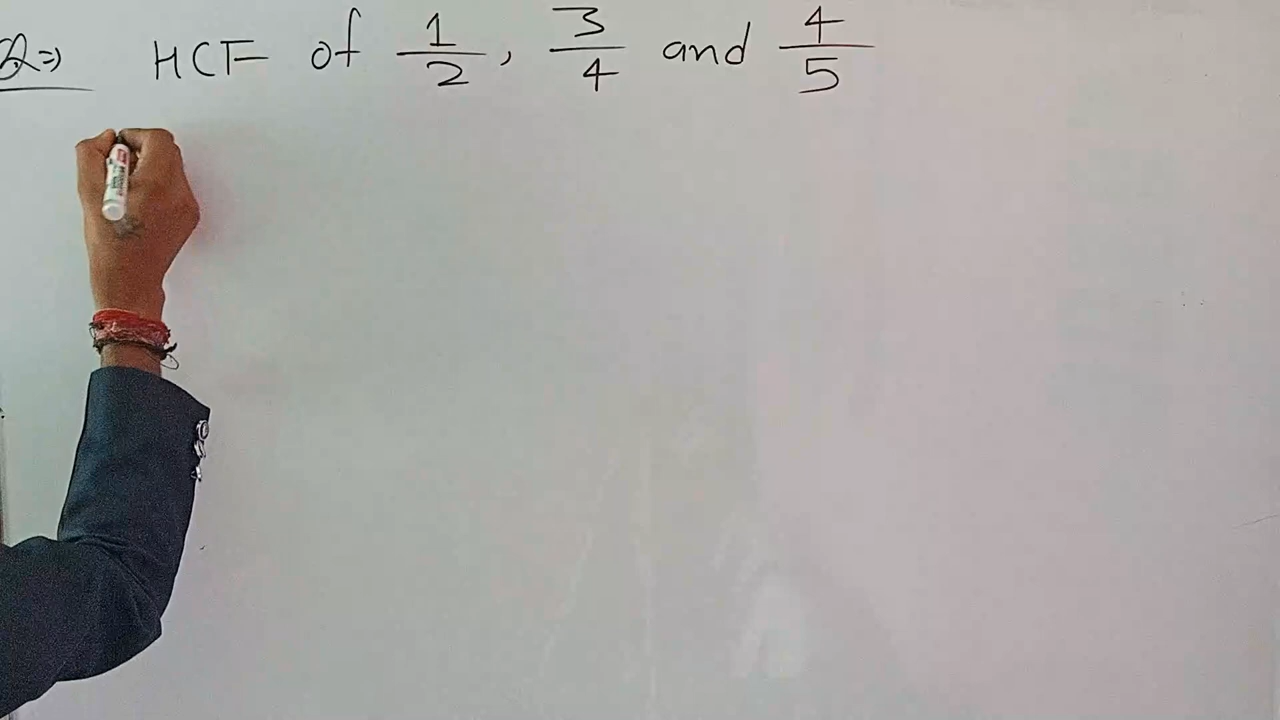 Q⇒ HCF of 1/2, 3/4 and 4/5